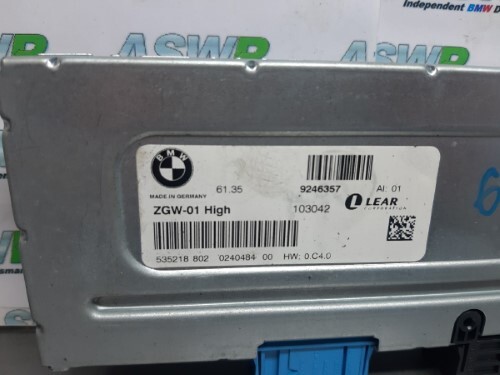 Independent BMW D
ASWR
ASWR
BMW
MADE IN GERMANY
61.35
9246357
AI: 01
ZGW-01 High
103042
LEAR
CORPORATION
535218 802 0240484 00 HW: 0.C4.0